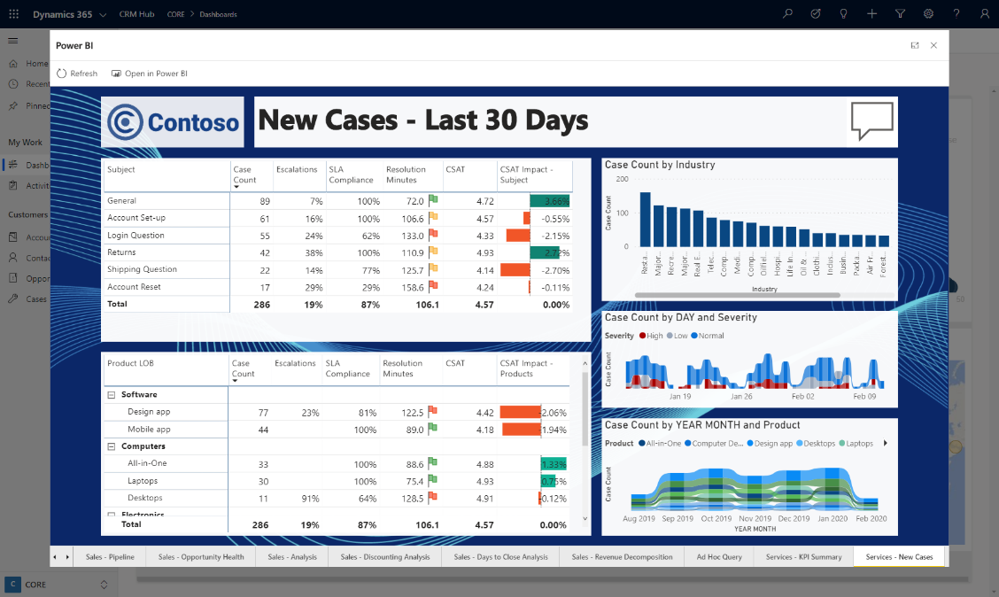 Dynamics 365 CRM Hub CORE > Dashboards
Power BI
Refresh Open in Power BI
Home
Recen
Pinned
My Work
Dashb
Activit
Customers
Accou
Contac
Oppor
Cases
C CORE
Contoso
New Cases - Last 30 Days
Subject Case Count Escalations SLA Compliance Resolution Minutes CSAT CSAT Impact - Subject
General 89 7% 100% 72.0 4.72 3.66%
Account Set-up 61 16% 100% 106.6 4.57 -0.55%
Login Question 55 24% 62% 133.0 4.33 -2.15%
Returns 42 38% 100% 110.9 4.93 2.72%
Shipping Question 22 14% 77% 125.7 4.14 -2.70%
Account Reset 17 29% 29% 158.6 4.24 -0.11%
Total 286 19% 87% 106.1 4.57 0.00%
Product LOB Case Count Escalations SLA Compliance Resolution Minutes CSAT CSAT Impact - Products
Software
Design app 77 23% 81% 122.5 4.42 -2.06%
Mobile app 44 100% 89.0 4.18 -1.94%
Computers
All-in-One 33 100% 88.6 4.88 1.33%
Laptops 30 100% 75.4 4.93 0.75%
Desktops 11 91% 64% 128.5 4.91 -0.12%
Electronics
Total 286 19% 87% 106.1 4.57 0.00%
Case Count by Industry
200
100
0
Case Count
Resta...
Major...
Recre...
Major...
Real E...
Telec...
Comp...
Medi...
Comp...
Oilfiel...
Hospi...
Life In...
Oil & ...
Clothi...
Indus...
Busin...
Packa...
Air Fr...
Forest...
Industry
Case Count by DAY and Severity
Severity High Low Normal
Case Count
Jan 19 Jan 26 Feb 02 Feb 09
Case Count by YEAR MONTH and Product
Product All-in-One Computer De... Design app Desktops Laptops
Case Count
Aug 2019 Sep 2019 Oct 2019 Nov 2019 Dec 2019 Jan 2020 Feb 2020
YEAR MONTH
50
Sales - Pipeline Sales - Opportunity Health Sales - Analysis Sales - Discounting Analysis Sales - Days to Close Analysis Sales - Revenue Decomposition Ad Hoc Query Services - KPI Summary Services - New Cases